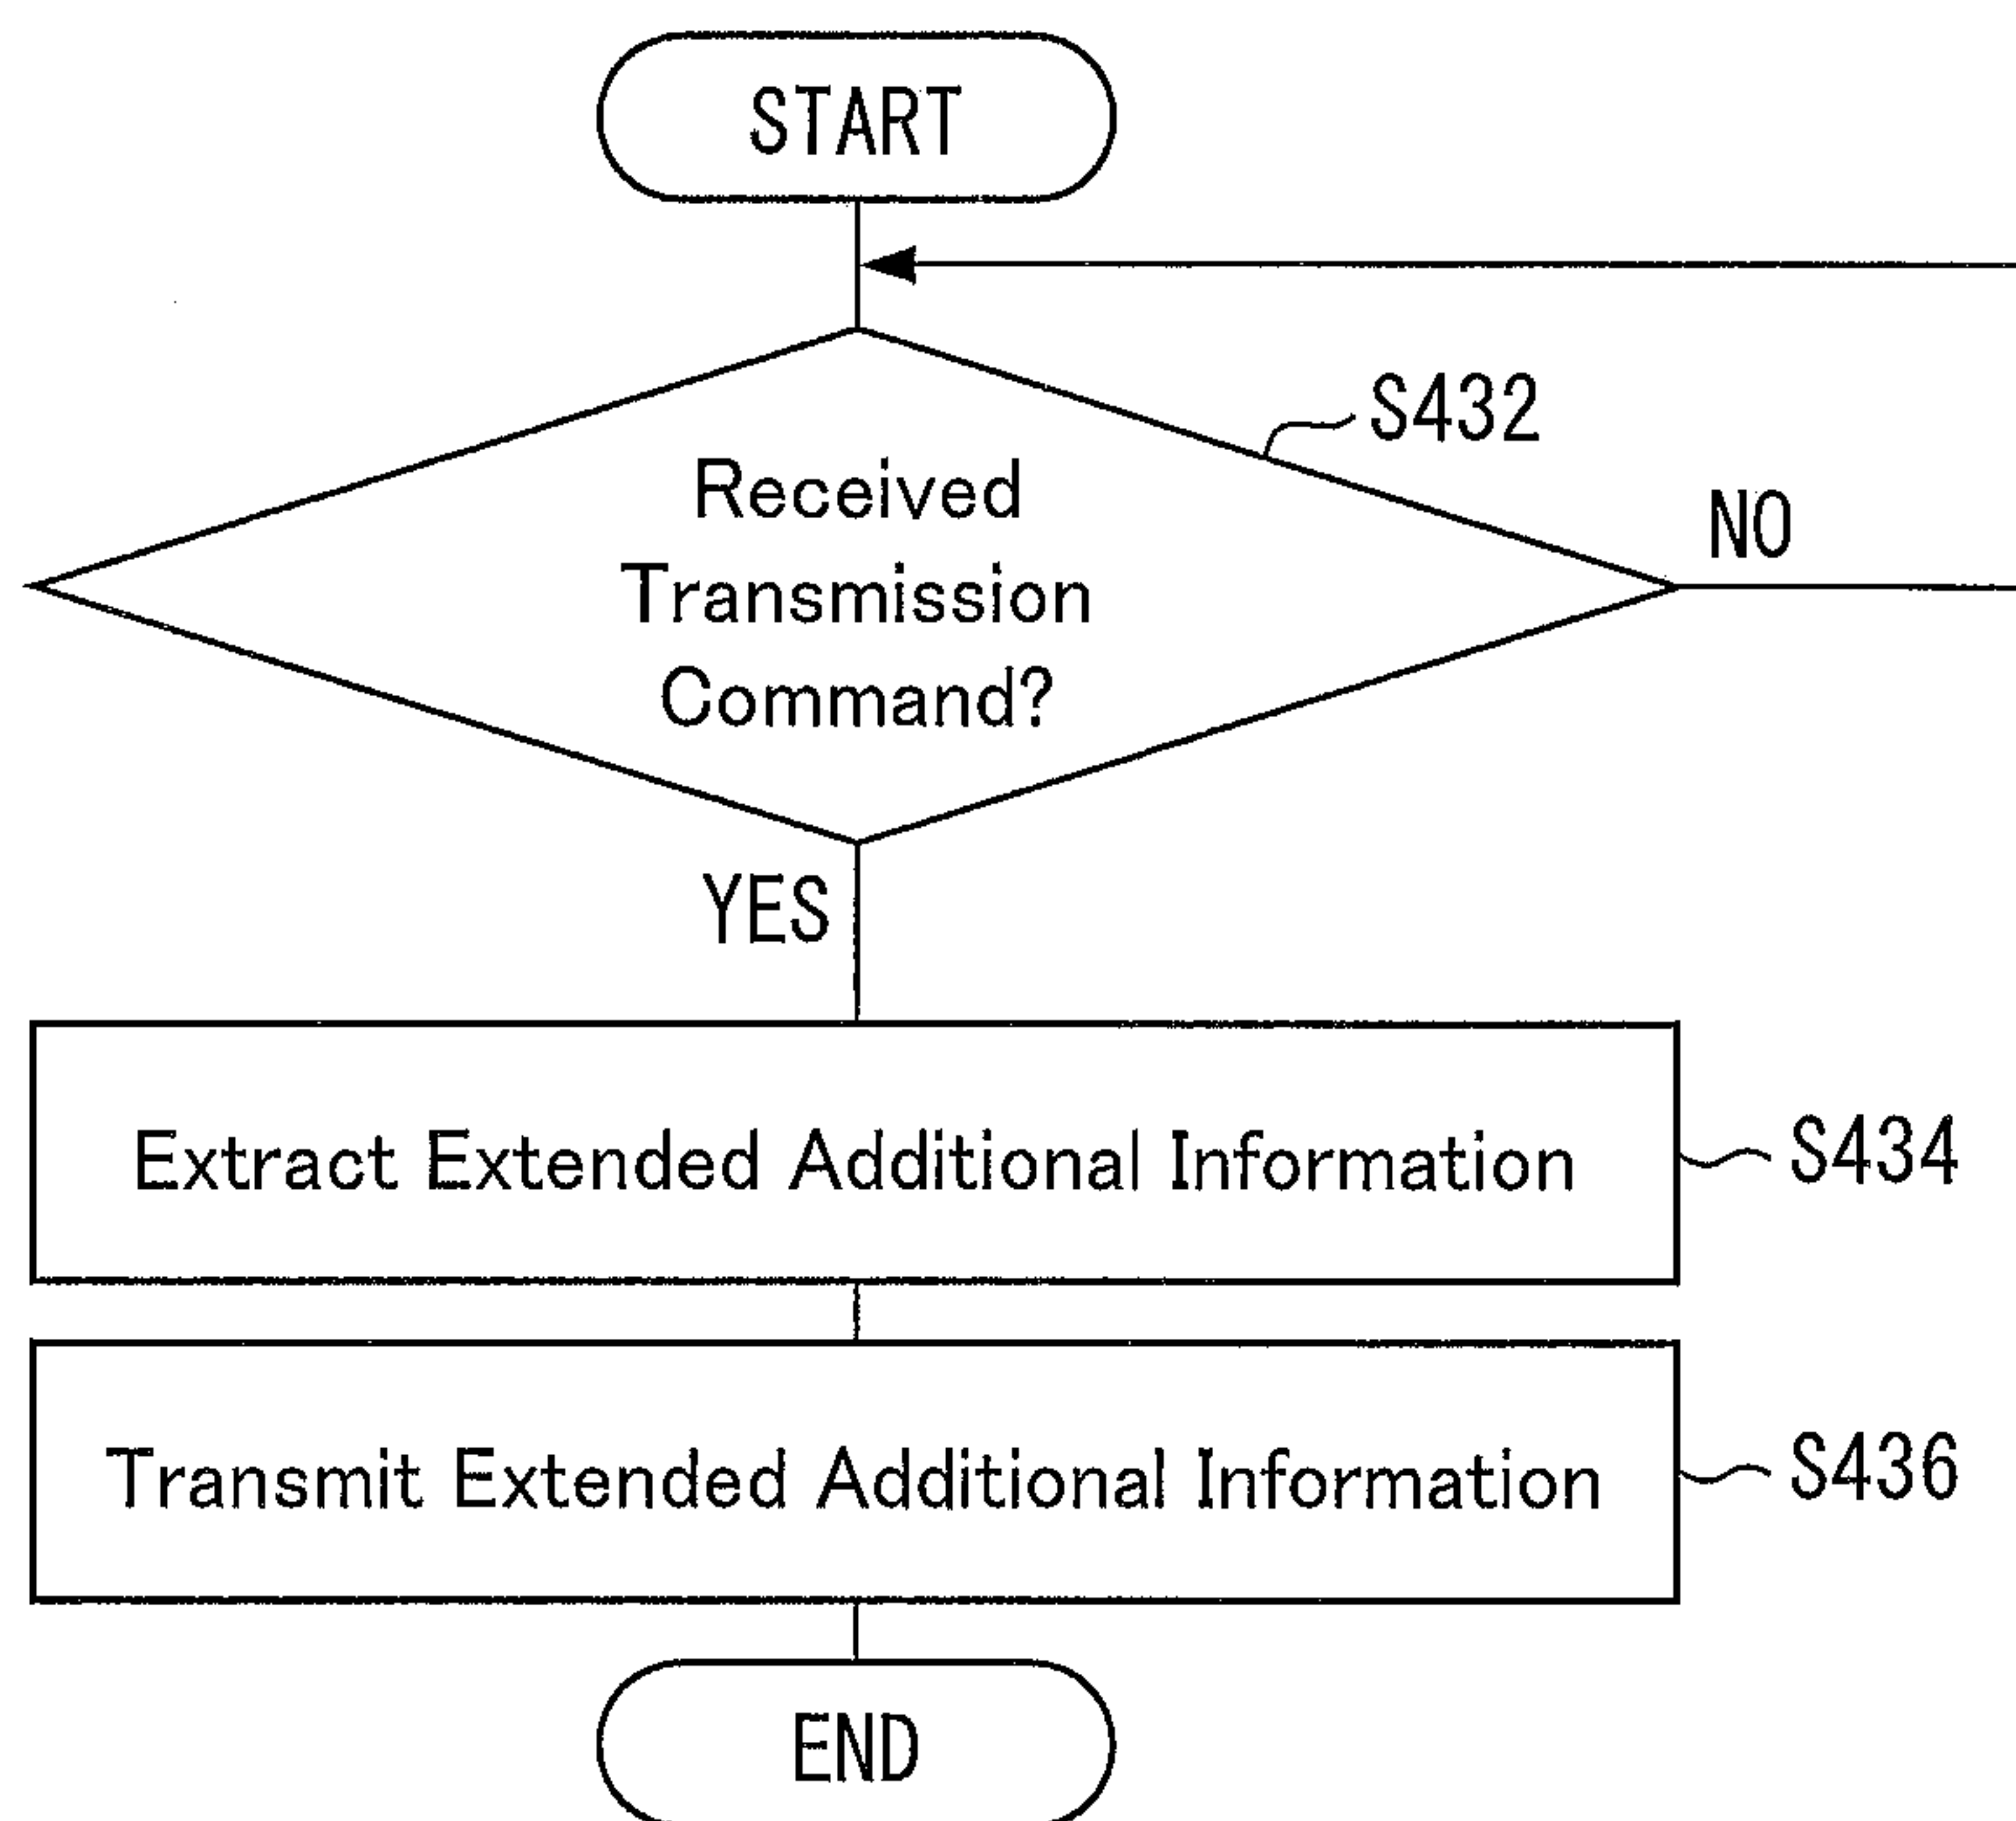 START
S432
Received
Transmission
Command?
NO
YES
Extract Extended Additional Information
S434
Transmit Extended Additional Information
S436
END